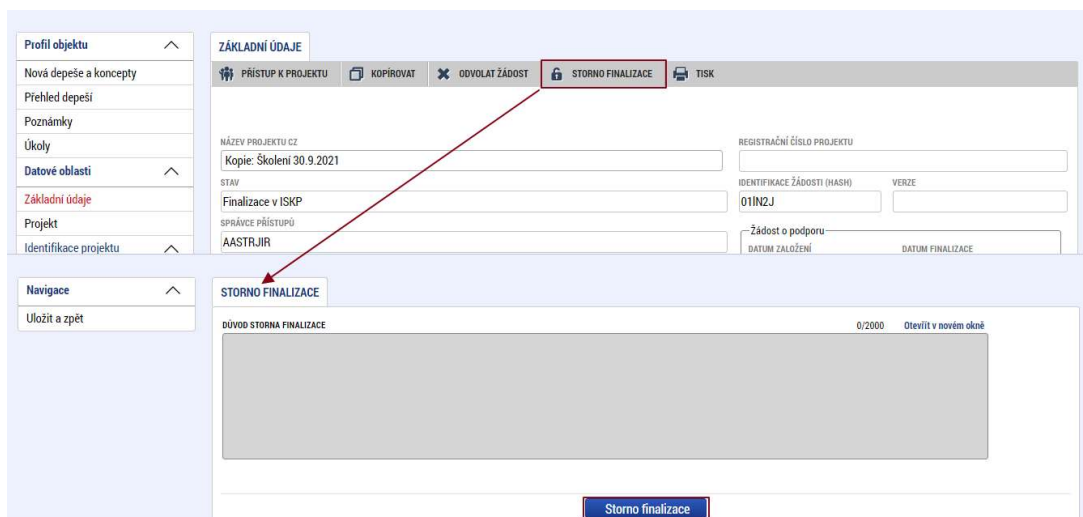 Profil objektu
Nová depeše a koncepty
Přehled depeší
Poznámky
Úkoly
Datové oblasti
Základní údaje
Projekt
Identifikace projektu
ZÁKLADNÍ ÚDAJE
PŘÍSTUP K PROJEKTU KOPÍROVAT ODVOLAT ŽÁDOST STORNO FINALIZACE TISK
NÁZEV PROJEKTU CZ REGISTRAČNÍ ČÍSLO PROJEKTU
Kopie: Školení 30.9.2021
STAV IDENTIFIKACE ŽÁDOSTI (HASH) VERZE
Finalizace v ISKP 01lN2J
SPRÁVCE PŘÍSTUPŮ Žádost o podporu
AASTRJIR
DATUM ZALOŽENÍ DATUM FINALIZACE
Navigace
Uložit a zpět
STORNO FINALIZACE
DŮVOD STORNA FINALIZACE 0/2000 Otevřít v novém okně
Storno finalizace